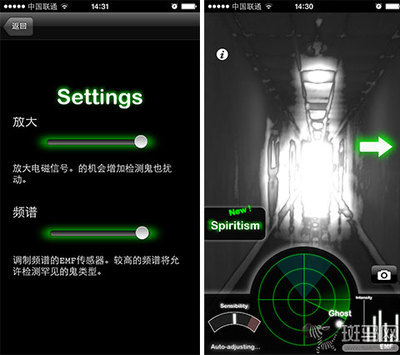 中国联通
14:31
返回
Settings
放大
放大电磁信号。的机会增加检测鬼也扰
动。
频谱
调制频谱的EMF传感器。较高的频谱将允
许检测罕见的鬼类型。
中国联通
14:30
i
New!
Spiritism
Sensibility
Auto-adjusting...
Ghost
Intensity
EMF